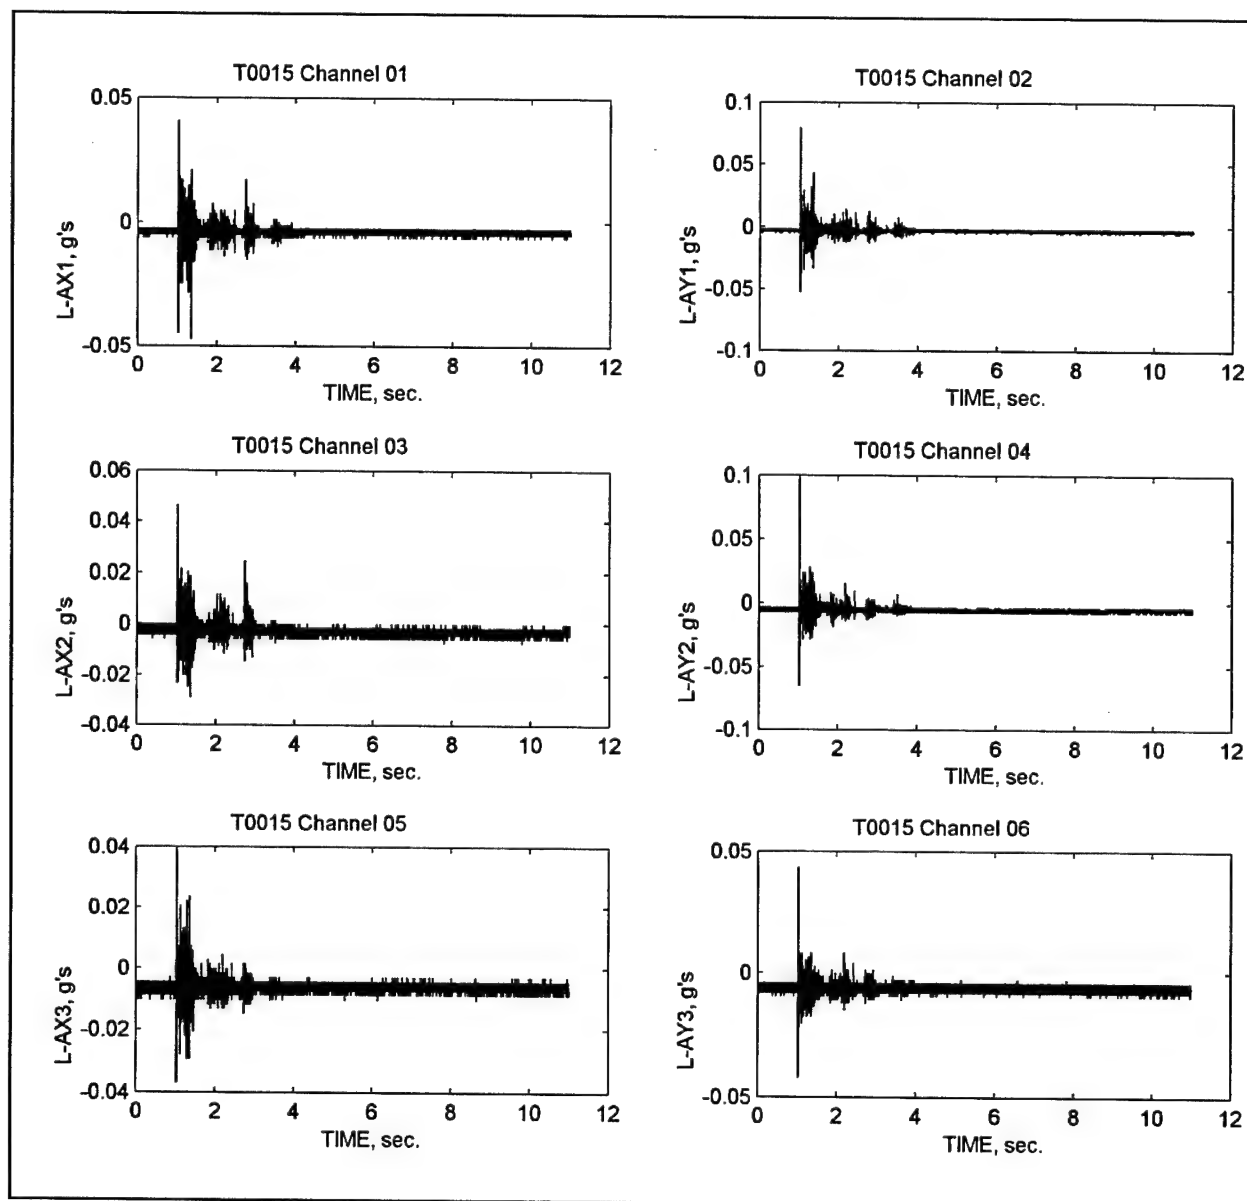 T0015 Channel 01
0.05
0
-0.05
L-AX1, g's
0 2 4 6 8 10 12
TIME, sec.
T0015 Channel 02
0.1
0.05
0
-0.05
-0.1
L-AY1, g's
0 2 4 6 8 10 12
TIME, sec.
T0015 Channel 03
0.06
0.04
0.02
0
-0.02
-0.04
L-AX2, g's
0 2 4 6 8 10 12
TIME, sec.
T0015 Channel 04
0.1
0.05
0
-0.05
-0.1
L-AY2, g's
0 2 4 6 8 10 12
TIME, sec.
T0015 Channel 05
0.04
0.02
0
-0.02
-0.04
L-AX3, g's
0 2 4 6 8 10 12
TIME, sec.
T0015 Channel 06
0.05
0
-0.05
L-AY3, g's
0 2 4 6 8 10 12
TIME, sec.